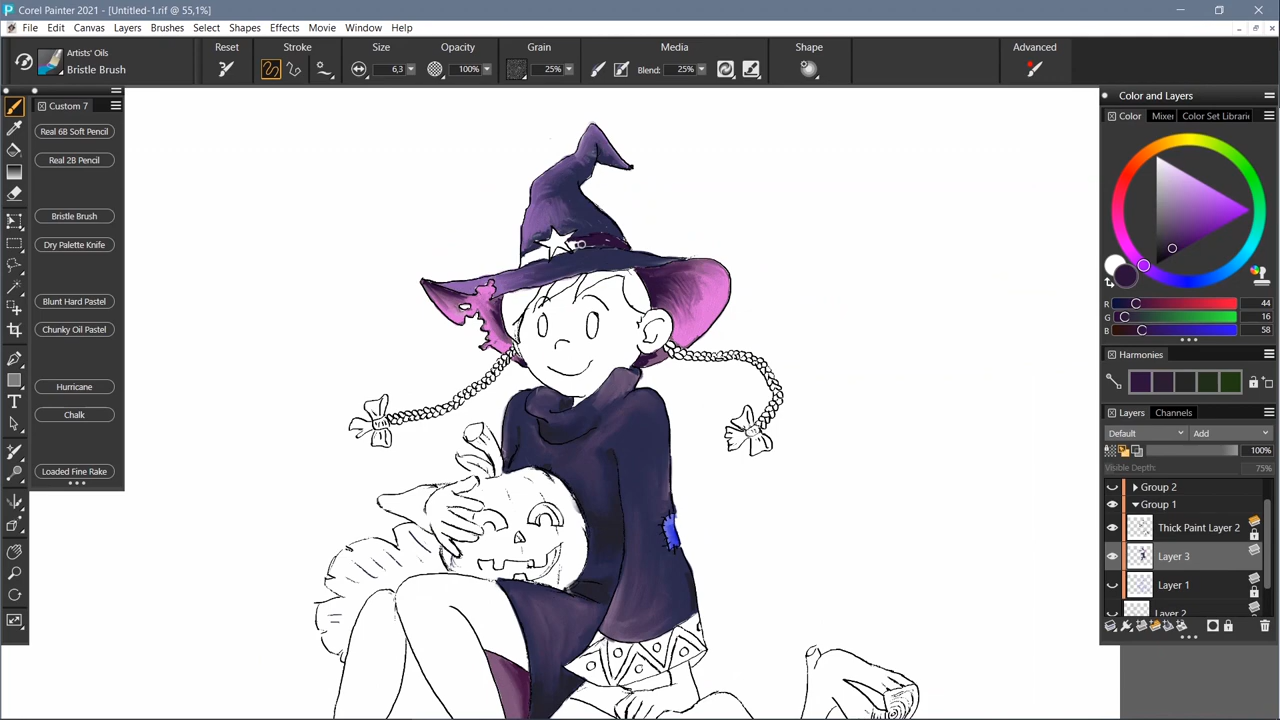 Corel Painter 2021 - [Untitled-1.rif @ 55,1%]
File Edit Canvas Layers Brushes Select Shapes Effects Movie Window Help
Artists' Oils
Bristle Brush
Reset
Stroke
Size
6,3
Opacity
100%
Grain
25%
Media
Blend: 25%
Shape
Advanced
Custom 7
Real 6B Soft Pencil
Real 2B Pencil
Bristle Brush
Dry Palette Knife
Blunt Hard Pastel
Chunky Oil Pastel
Hurricane
Chalk
Loaded Fine Rake
Color and Layers
Color Mixer Color Set Librari
R 44
G 16
B 58
Harmonies
Layers Channels
Default Add
100%
Visible Depth: 75%
Group 2
Group 1
Thick Paint Layer 2
Layer 3
Layer 1
Layer 2